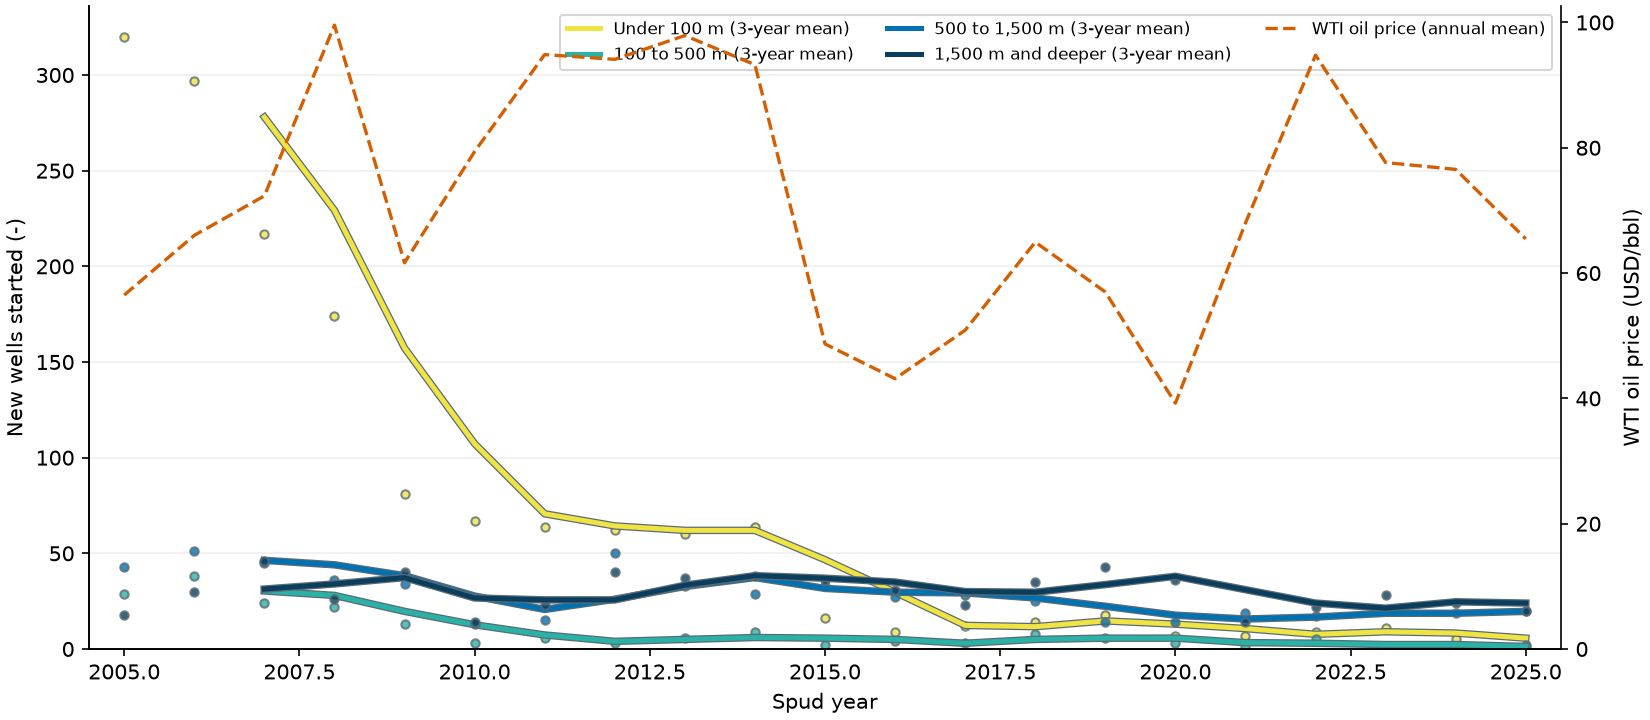 Under 100 m (3-year mean)
100 to 500 m (3-year mean)
500 to 1,500 m (3-year mean)
1,500 m and deeper (3-year mean)
WTI oil price (annual mean)
New wells started (-)
300
250
200
150
100
50
0
100
80
60
40
20
0
WTI oil price (USD/bbl)
2005.0 2007.5 2010.0 2012.5 2015.0 2017.5 2020.0 2022.5 2025.0
Spud year